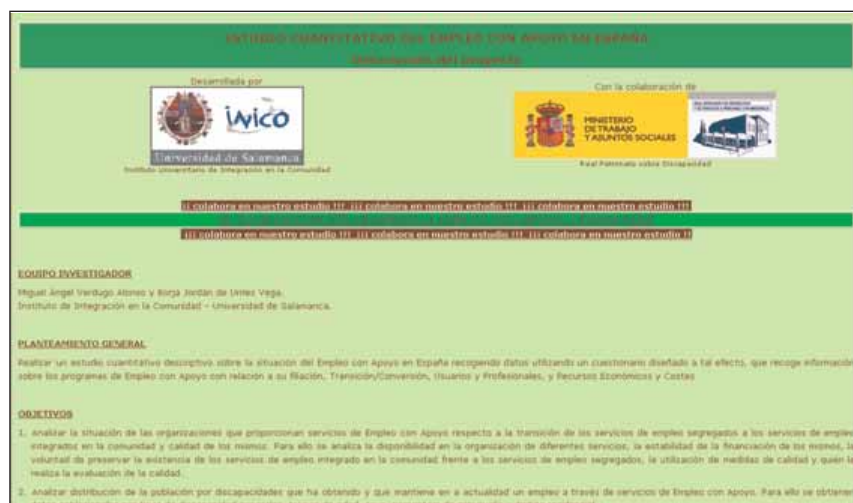 ESTUDIO CUANTITATIVO DEL EMPLEO CON APOYO EN ESPAÑA
Información del proyecto
Desarrollada por
Con la colaboración de
inico
MINISTERIO
DE TRABAJO
Y ASUNTOS SOCIALES
Universidad de Salamanca
Instituto Universitario de Integración en la Comunidad
Real Patronato sobre Discapacidad
¡¡ colabora en nuestro estudio !!! ¡¡¡ colabora en nuestro estudio !!! ¡¡¡ colabora en nuestro estudio !!!
¡¡¡ colabora en nuestro estudio !!! ¡¡¡ colabora en nuestro estudio !!! ¡¡¡ colabora en nuestro estudio !!
EQUIPO INVESTIGADOR
Miguel Ángel Verdugo Alonso y Borja Jordán de Urríes Vega.
Instituto de Integración en la Comunidad - Universidad de Salamanca.
PLANTEAMIENTO GENERAL
Realizar un estudio cuantitativo descriptivo sobre la situación del Empleo con Apoyo en España recogiendo datos utilizando un cuestionario diseñado a tal efecto, que recoge información
sobre los programas de Empleo con Apoyo con relación a su filiación, Transición/Conversión, Usuarios y Profesionales, y Recursos Económicos y Costes
OBJETIVOS
1. Analizar la situación de las organizaciones que proporcionan servicios de Empleo con Apoyo respecto a la transición de los servicios de empleo segregados a los servicios de empleo
integrados en la comunidad y calidad de los mismos. Para ello se analiza la disponibilidad en la organización de diferentes servicios, la estabilidad de la financiación de los mismos, la
voluntad de preservar la existencia de los servicios de empleo integrado en la comunidad frente a los servicios de empleo segregados, la utilización de medidas de calidad y quien la
realiza la evaluación de la calidad.
2. Analizar distribución de la población por discapacidades que ha obtenido y que mantiene en a actualidad un empleo a través de servicios de Empleo con Apoyo. Para ello se obtienen